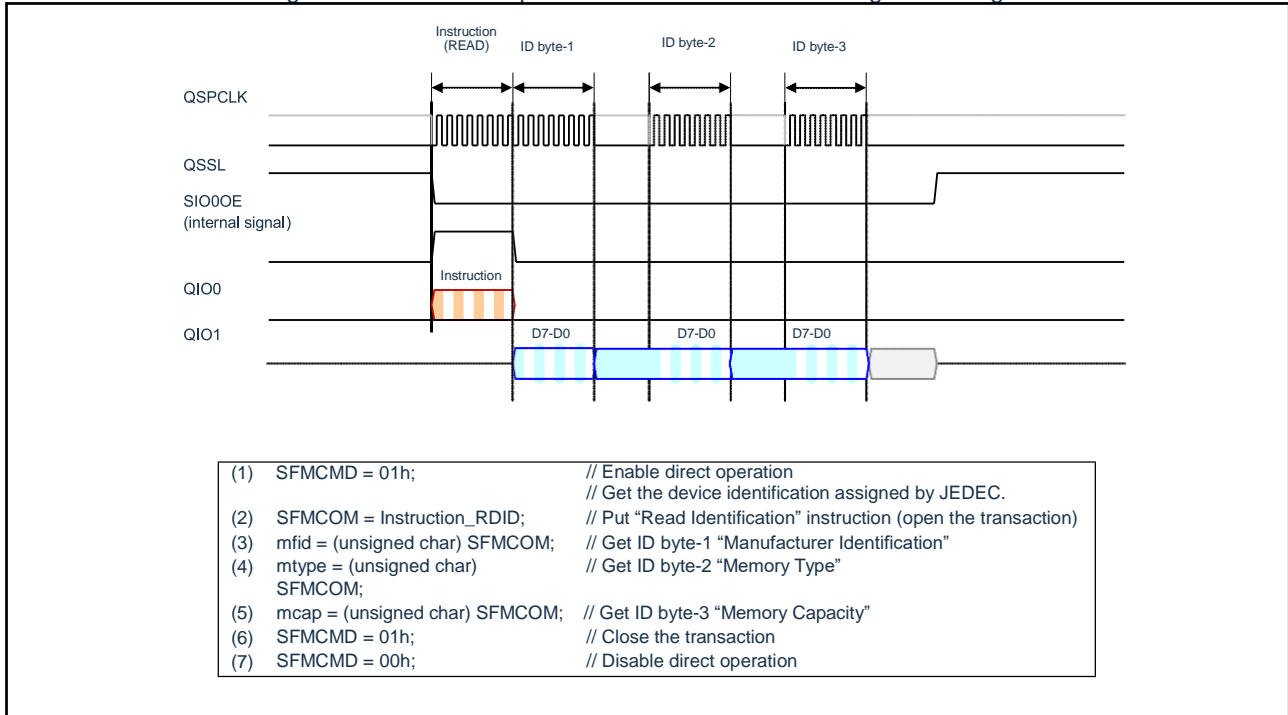 Instruction
(READ)
ID byte-1
ID byte-2
ID byte-3
QSPCLK
QSSL
SIO0OE
(internal signal)
Instruction
QIO0
QIO1
D7-D0
D7-D0
D7-D0
(1) SFMCMD = 01h; // Enable direct operation
// Get the device identification assigned by JEDEC.
(2) SFMCOM = Instruction_RDID; // Put “Read Identification” instruction (open the transaction)
(3) mfid = (unsigned char) SFMCOM; // Get ID byte-1 “Manufacturer Identification”
(4) mtype = (unsigned char) // Get ID byte-2 “Memory Type”
SFMCOM;
(5) mcap = (unsigned char) SFMCOM; // Get ID byte-3 “Memory Capacity”
(6) SFMCMD = 01h; // Close the transaction
(7) SFMCMD = 00h; // Disable direct operation